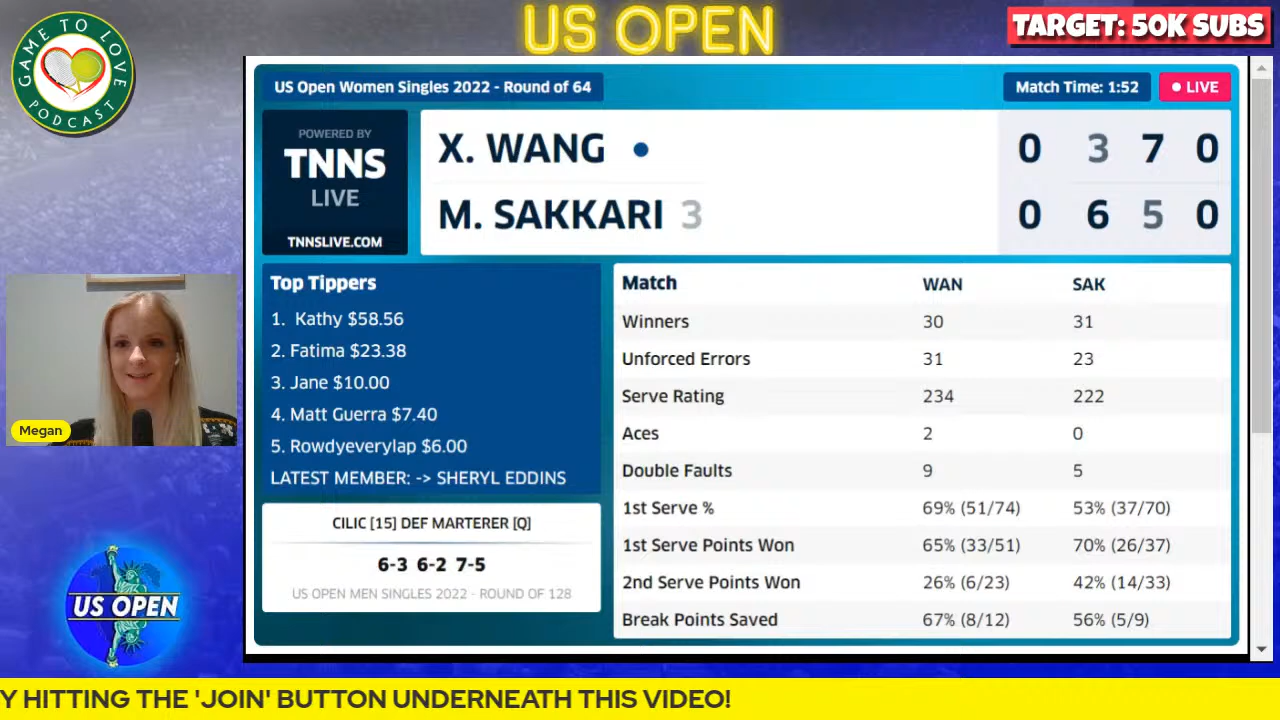 GAME TO LOVE
PODCAST
US OPEN
TARGET: 50K SUBS
US Open Women Singles 2022 - Round of 64
Match Time: 1:52
LIVE
POWERED BY
TNNS
LIVE
TNNSLIVE.COM
X. WANG 0 3 7 0
M. SAKKARI 3 0 6 5 0
Top Tippers
1. Kathy $58.56
2. Fatima $23.38
3. Jane $10.00
4. Matt Guerra $7.40
5. Rowdyeverylap $6.00
LATEST MEMBER: -> SHERYL EDDINS
CILIC [15] DEF MARTERER [Q]
6-3 6-2 7-5
US OPEN MEN SINGLES 2022 - ROUND OF 128
Match WAN SAK
Winners 30 31
Unforced Errors 31 23
Serve Rating 234 222
Aces 2 0
Double Faults 9 5
1st Serve % 69% (51/74) 53% (37/70)
1st Serve Points Won 65% (33/51) 70% (26/37)
2nd Serve Points Won 26% (6/23) 42% (14/33)
Break Points Saved 67% (8/12) 56% (5/9)
Megan
US OPEN
Y HITTING THE 'JOIN' BUTTON UNDERNEATH THIS VIDEO!